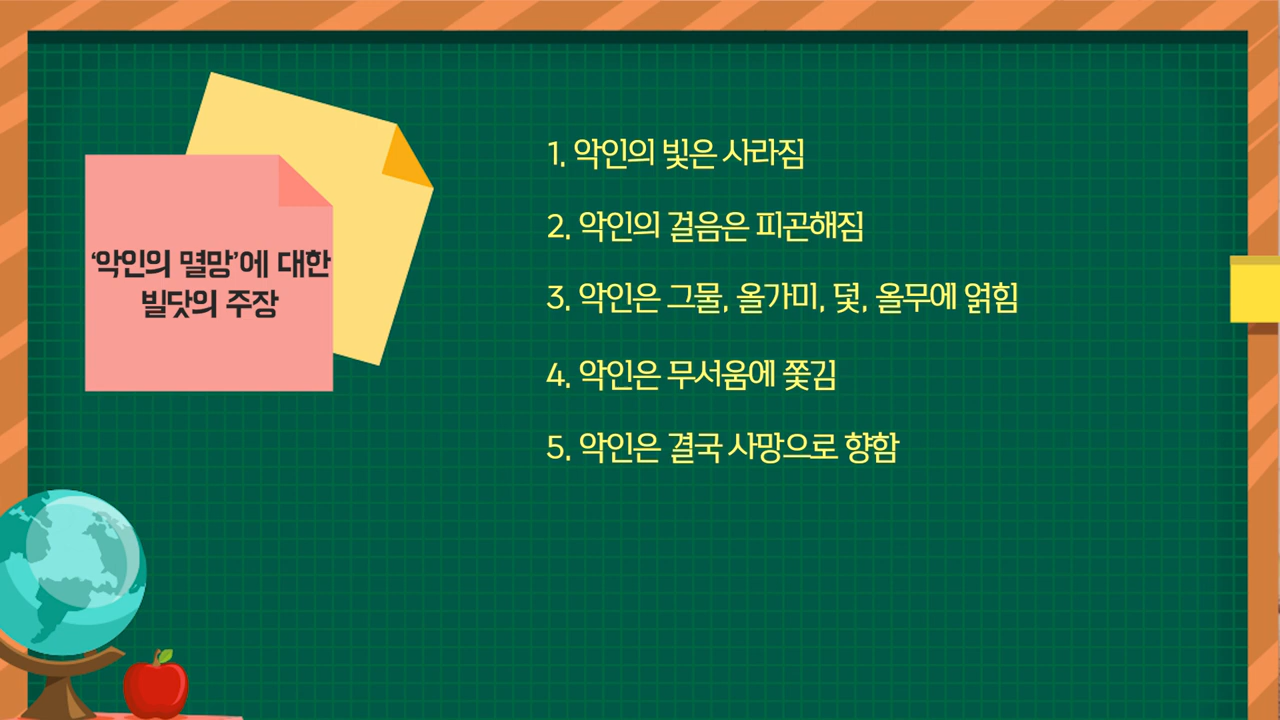 ‘악인의 멸망’에 대한
빌닷의 주장
1. 악인의 빛은 사라짐
2. 악인의 걸음은 피곤해짐
3. 악인은 그물, 올가미, 덫, 올무에 얽힘
4. 악인은 무서움에 쫓김
5. 악인은 결국 사망으로 향함